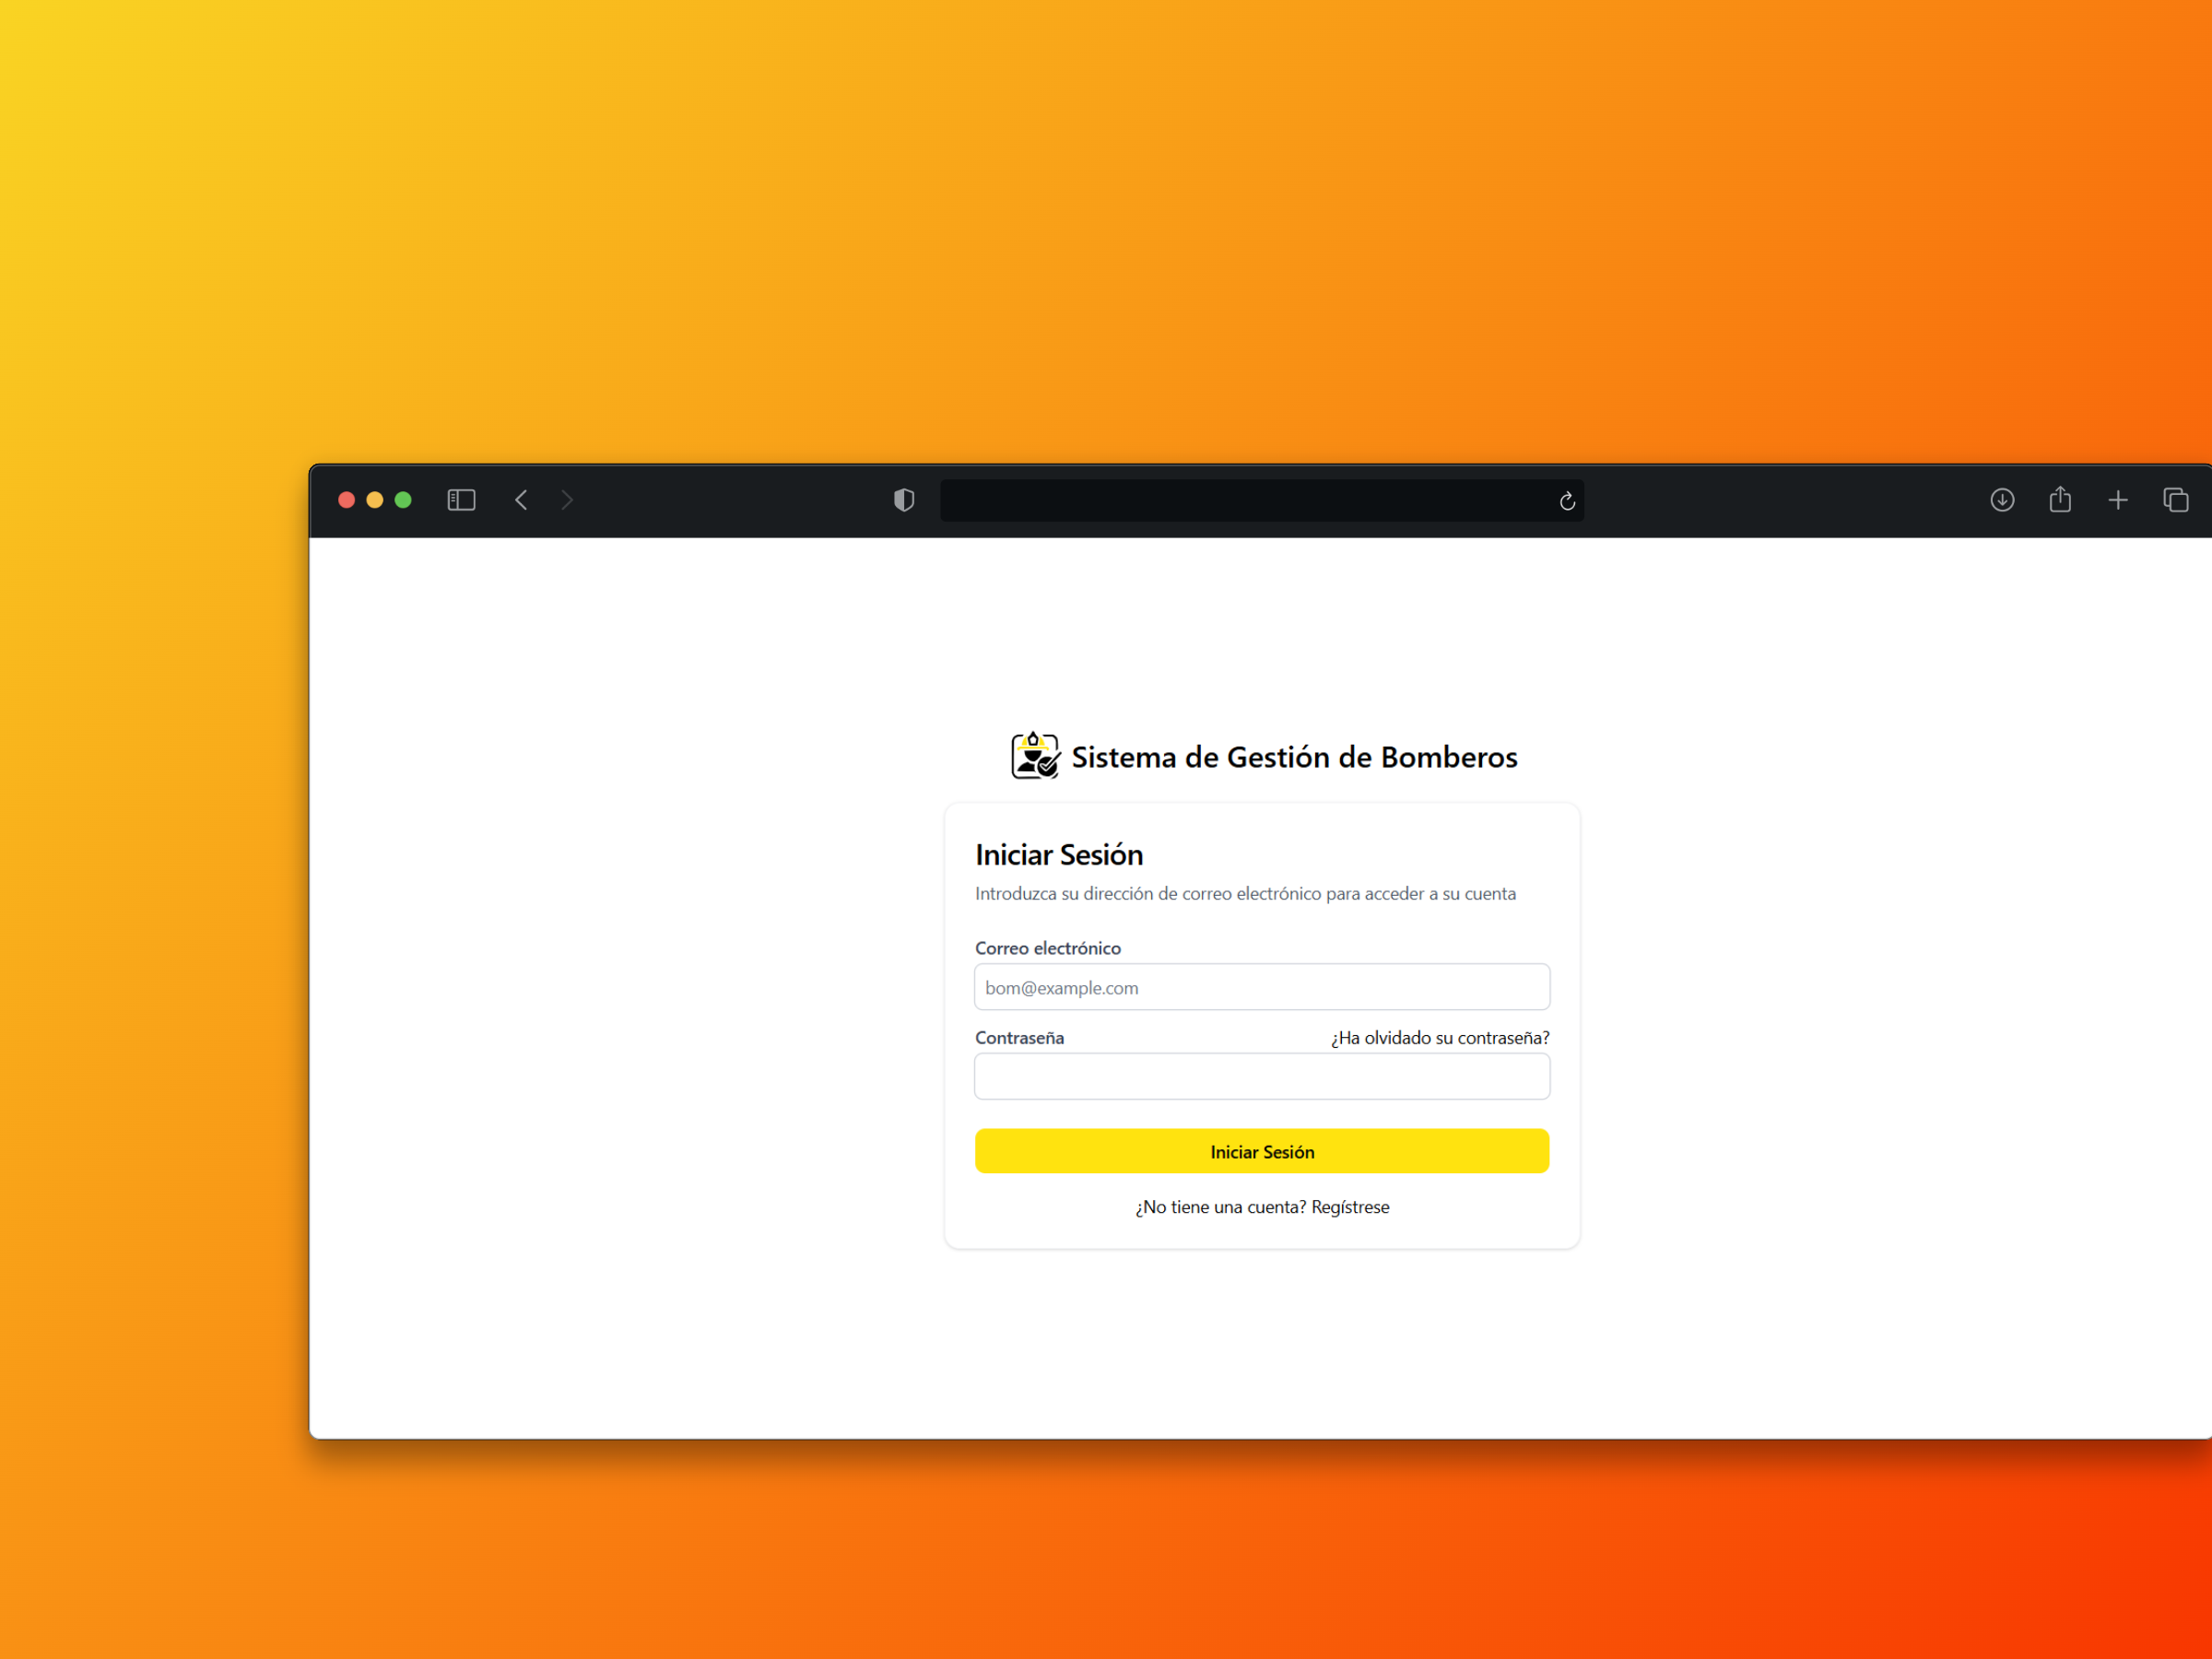 Sistema de Gestión de Bomberos
Iniciar Sesión
Introduzca su dirección de correo electrónico para acceder a su cuenta
Correo electrónico
bom@example.com
Contraseña ¿Ha olvidado su contraseña?
Iniciar Sesión
¿No tiene una cuenta? Regístrese